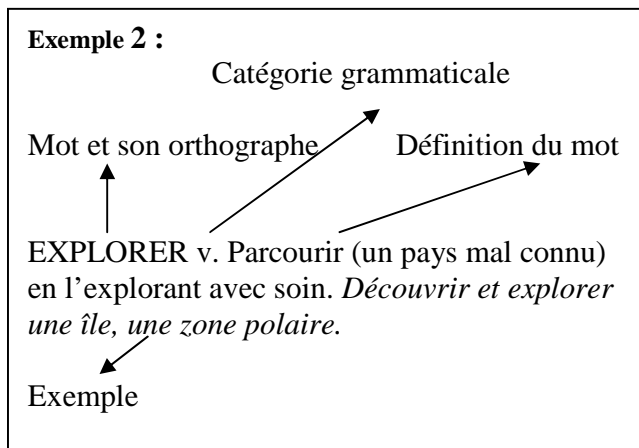 Exemple 2 :
Catégorie grammaticale
Mot et son orthographe Définition du mot
EXPLORER v. Parcourir (un pays mal connu)
en l’explorant avec soin. Découvrir et explorer
une île, une zone polaire.
Exemple